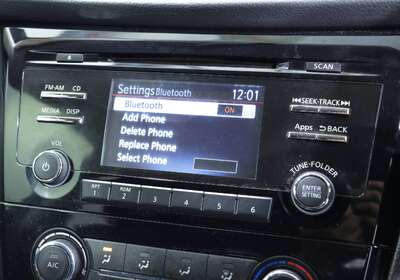 SCAN
FM·AM CD
MEDIA DISP
Settings Bluetooth 12:01
Bluetooth ON
Add Phone
Delete Phone
Replace Phone
Select Phone
SEEK·TRACK
Apps BACK
TUNE·FOLDER
ENTER
SETTING
VOL
RPT RDM
1 2 3 4 5 6
A/C